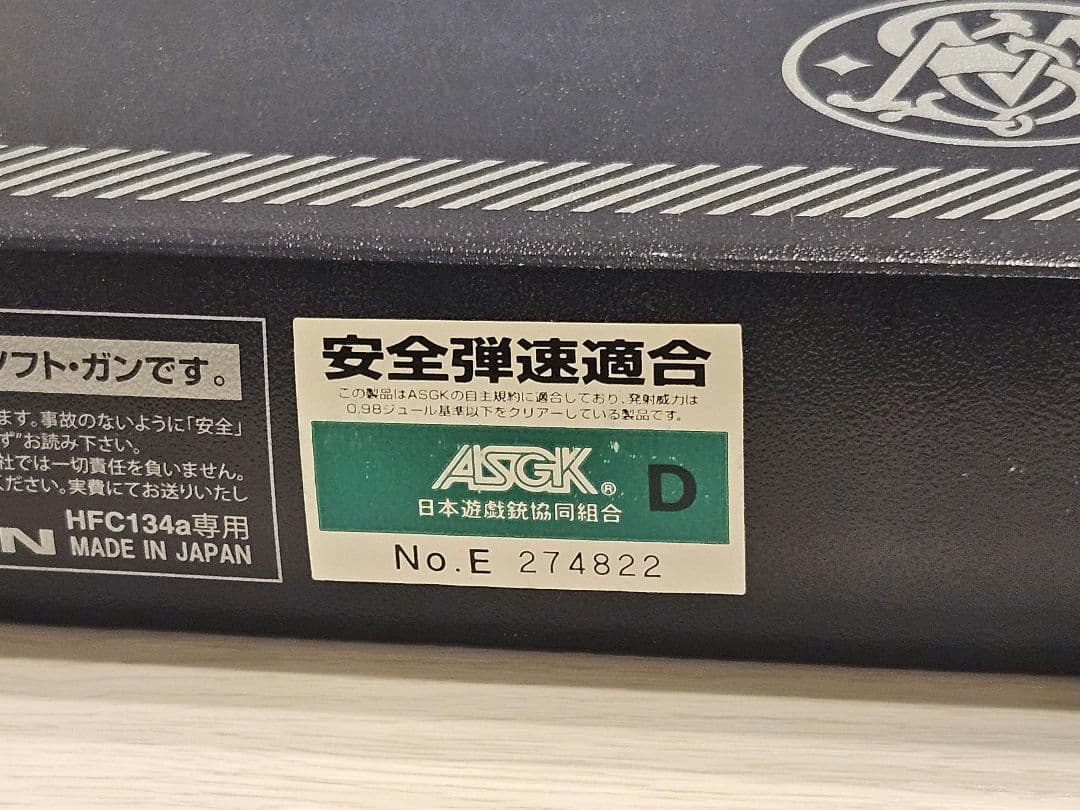 ソフト・ガンです。
ます。事故のないように「安全」
ず”お読み下さい。
社では一切責任を負いません。
ください。実費にてお送りいたし
HFC134a専用
MADE IN JAPAN
安全弾速適合
この製品はASGKの自主規約に適合しており、発射威力は
0.98ジュール基準以下をクリアーしている製品です。
ASGK® D
日本遊戯銃協同組合
No.E 274822